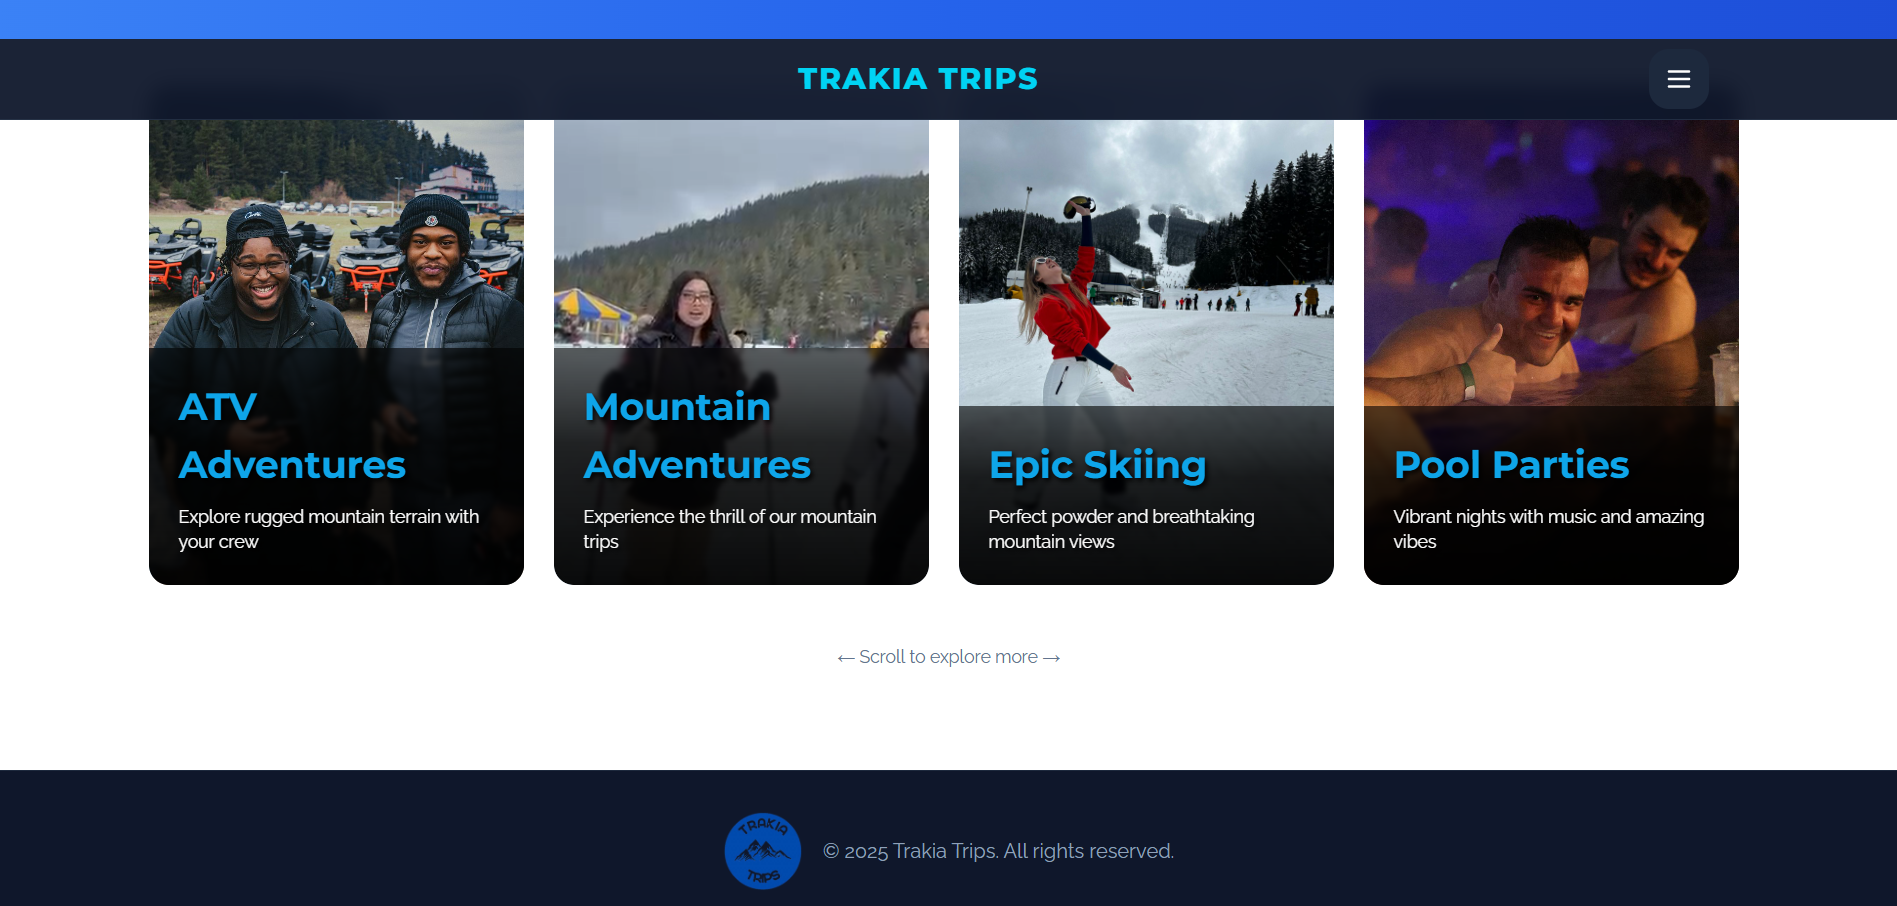 TRAKIA TRIPS
ATV
Adventures
Explore rugged mountain terrain with
your crew
Mountain
Adventures
Experience the thrill of our mountain
trips
Epic Skiing
Perfect powder and breathtaking
mountain views
Pool Parties
Vibrant nights with music and amazing
vibes
← Scroll to explore more →
TRAKIA
TRIPS
© 2025 Trakia Trips. All rights reserved.